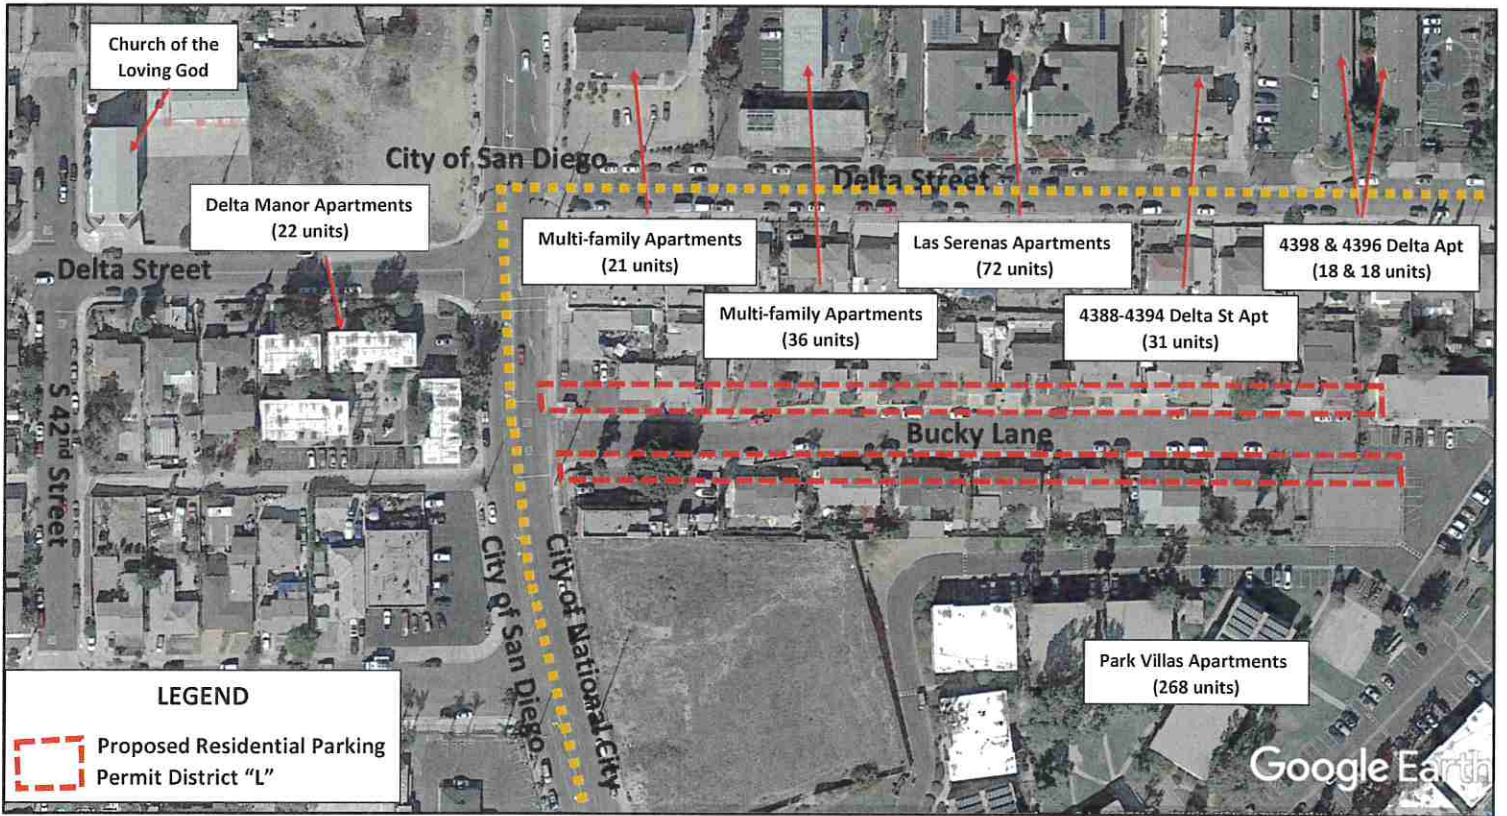 Church of the
Loving God
City of San Diego
Delta Street
Delta Manor Apartments
(22 units)
Multi-family Apartments
(21 units)
Las Serenas Apartments
(72 units)
4398 & 4396 Delta Apt
(18 & 18 units)
Delta Street
Multi-family Apartments
(36 units)
4388-4394 Delta St Apt
(31 units)
S 42nd Street
Bucky Lane
City of San Diego
City of National City
Park Villas Apartments
(268 units)
LEGEND
Proposed Residential Parking
Permit District “L”
Google Earth